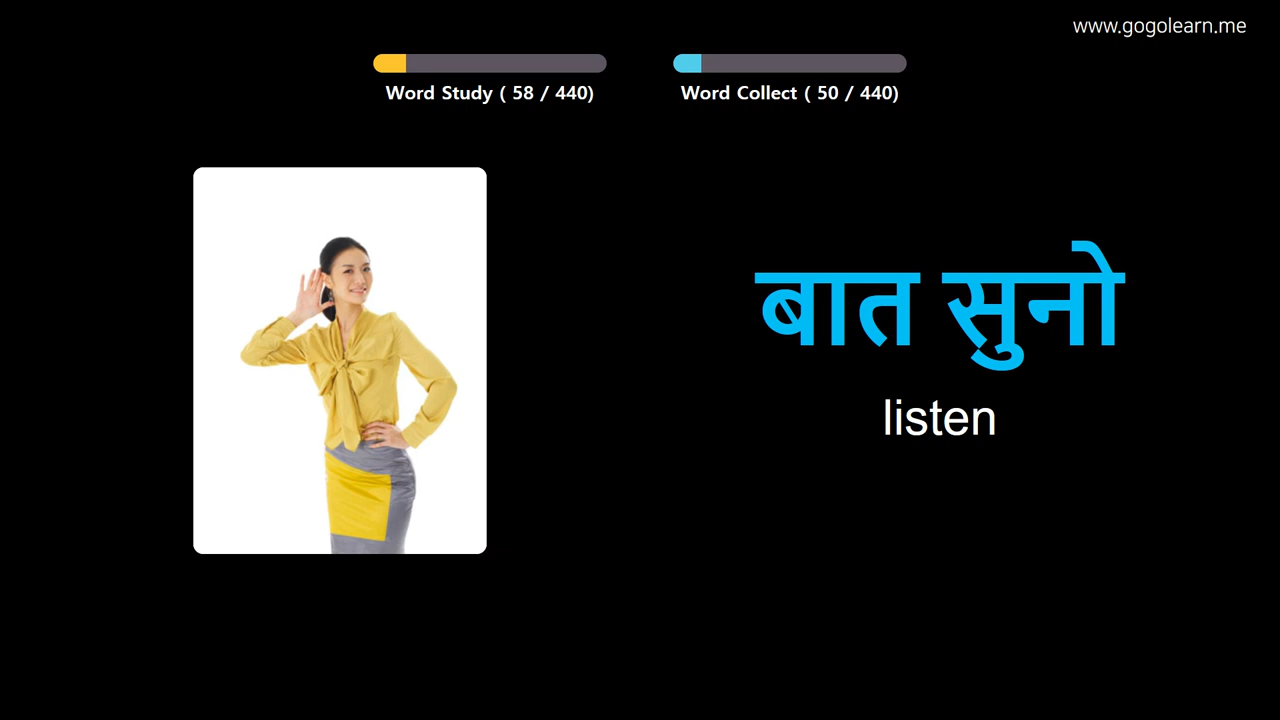 www.gogolearn.me
Word Study ( 58 / 440)
Word Collect ( 50 / 440)
बात सुनो
listen